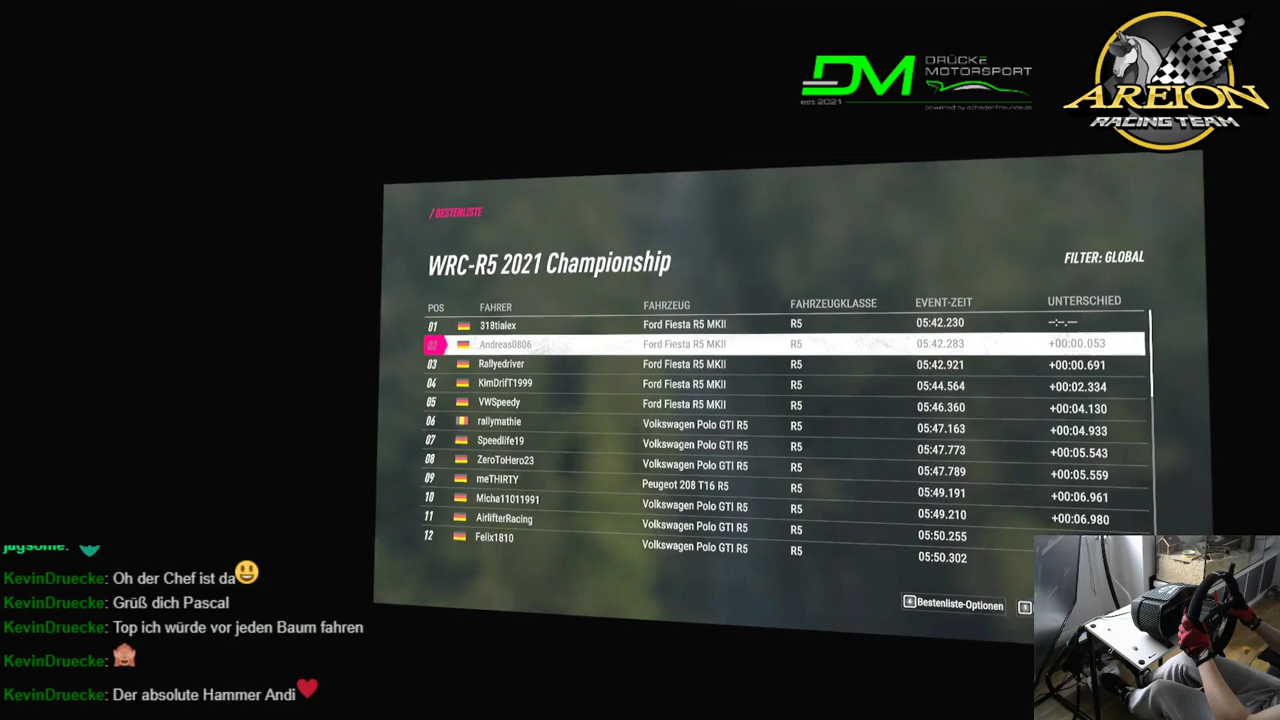 DM
est 2021
DRÜCKE
MOTORSPORT
powered by schadenfreunde.at
AREION
RACING TEAM
/ BESTENLISTE
WRC-R5 2021 Championship
FILTER: GLOBAL
POS FAHRER FAHRZEUG FAHRZEUGKLASSE EVENT-ZEIT UNTERSCHIED
01 318tialex Ford Fiesta R5 MKII R5 05:42.230 --:--.---
02 Andreas0806 Ford Fiesta R5 MKII R5 05:42.283 +00:00.053
03 Rallyedriver Ford Fiesta R5 MKII R5 05:42.921 +00:00.691
04 KimDrifT1999 Ford Fiesta R5 MKII R5 05:44.564 +00:02.334
05 VWSpeedy Ford Fiesta R5 MKII R5 05:46.360 +00:04.130
06 rallymathie Volkswagen Polo GTI R5 R5 05:47.163 +00:04.933
07 Speedlife19 Volkswagen Polo GTI R5 R5 05:47.773 +00:05.543
08 ZeroToHero23 Volkswagen Polo GTI R5 R5 05:47.789 +00:05.559
09 meTHIRTY Peugeot 208 T16 R5 R5 05:49.191 +00:06.961
10 Micha11011991 Volkswagen Polo GTI R5 R5 05:49.210 +00:06.980
11 AirlifterRacing Volkswagen Polo GTI R5 R5 05:50.255
12 Felix1810 Volkswagen Polo GTI R5 R5 05:50.302
Bestenliste-Optionen
jagsome:
KevinDruecke: Oh der Chef ist da😃
KevinDruecke: Grüß dich Pascal
KevinDruecke: Top ich würde vor jeden Baum fahren
KevinDruecke: 🙈
KevinDruecke: Der absolute Hammer Andi❤